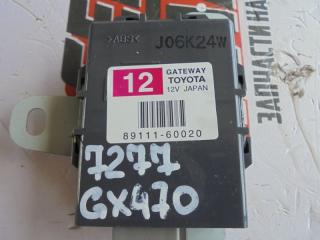 >ABS<
J06K24W
12
GATEWAY
TOYOTA
12V JAPAN
89111-60020
7277
GX470
ЗАПЧАСТИ НА